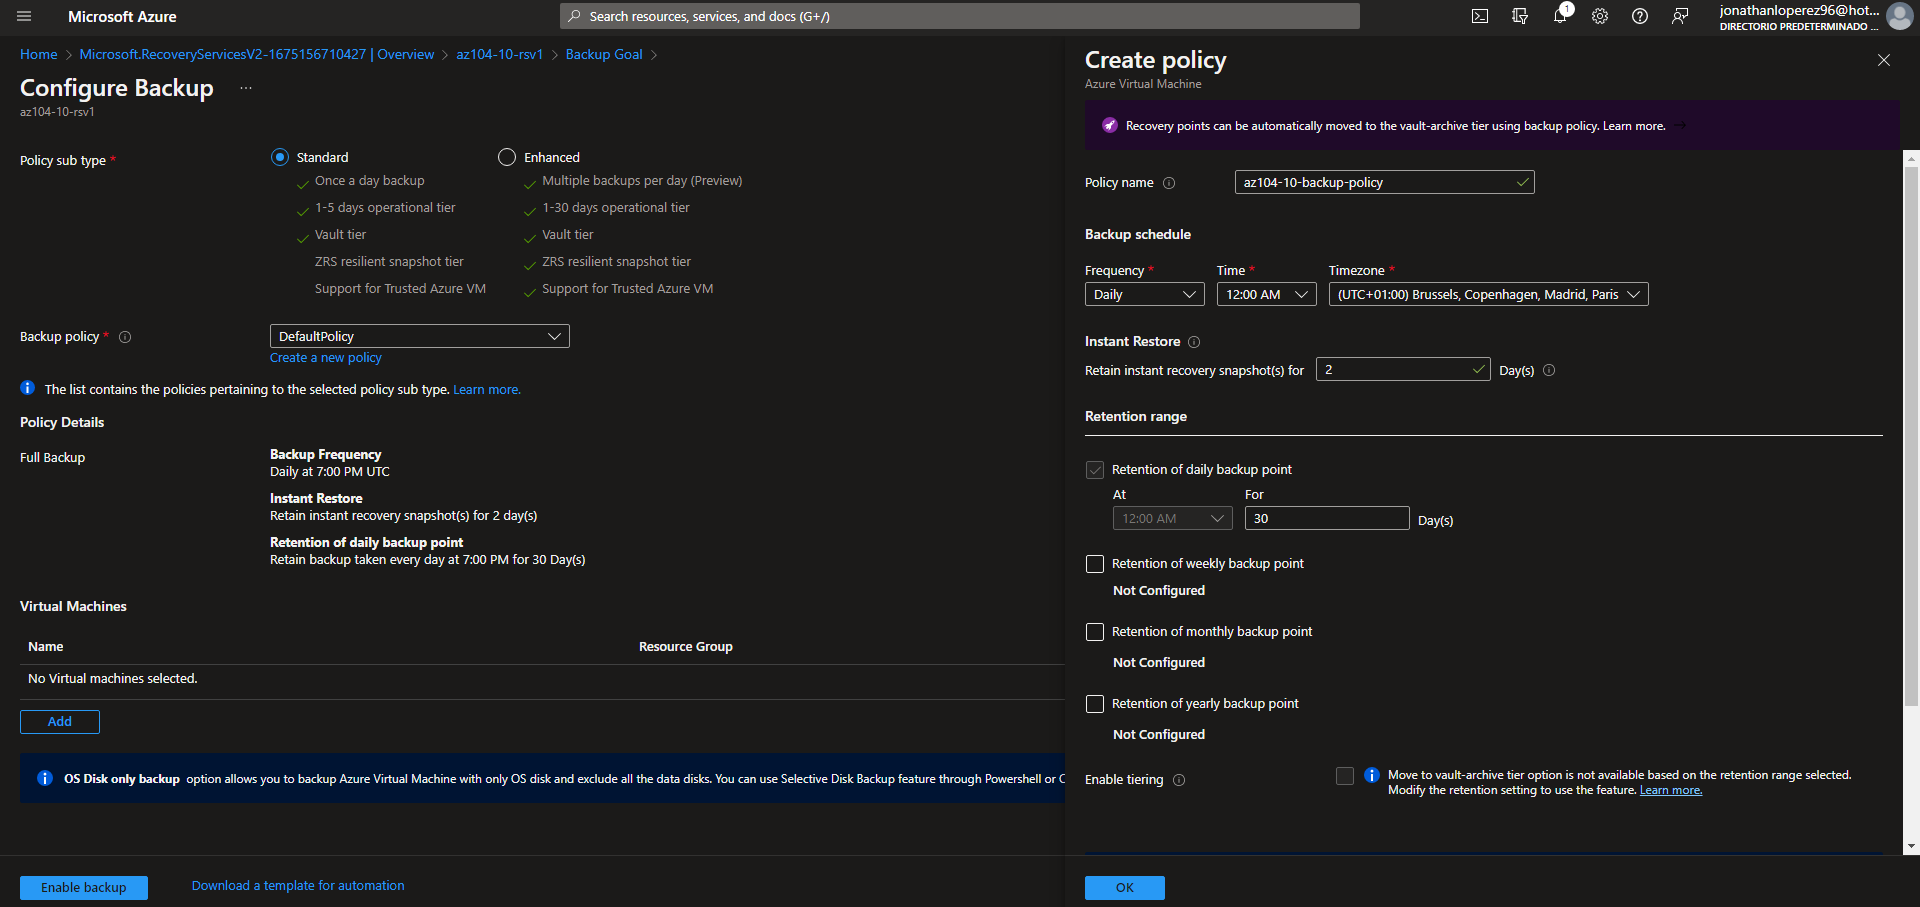 Microsoft Azure
Search resources, services, and docs (G+/)
1
jonathanloperez96@hot...
DIRECTORIO PREDETERMINADO ...
Home > Microsoft.RecoveryServicesV2-1675156710427 | Overview > az104-10-rsv1 > Backup Goal >
Configure Backup ...
az104-10-rsv1
Policy sub type *
Standard
Once a day backup
1-5 days operational tier
Vault tier
ZRS resilient snapshot tier
Support for Trusted Azure VM
Enhanced
Multiple backups per day (Preview)
1-30 days operational tier
Vault tier
ZRS resilient snapshot tier
Support for Trusted Azure VM
Backup policy *
DefaultPolicy
Create a new policy
The list contains the policies pertaining to the selected policy sub type. Learn more.
Policy Details
Full Backup
Backup Frequency
Daily at 7:00 PM UTC
Instant Restore
Retain instant recovery snapshot(s) for 2 day(s)
Retention of daily backup point
Retain backup taken every day at 7:00 PM for 30 Day(s)
Virtual Machines
Name Resource Group
No Virtual machines selected.
Add
OS Disk only backup option allows you to backup Azure Virtual Machine with only OS disk and exclude all the data disks. You can use Selective Disk Backup feature through Powershell or
Enable backup
Download a template for automation
Create policy
Azure Virtual Machine
Recovery points can be automatically moved to the vault-archive tier using backup policy. Learn more. →
Policy name
az104-10-backup-policy
Backup schedule
Frequency * Time * Timezone *
Daily 12:00 AM (UTC+01:00) Brussels, Copenhagen, Madrid, Paris
Instant Restore
Retain instant recovery snapshot(s) for 2 Day(s)
Retention range
Retention of daily backup point
At For
12:00 AM 30 Day(s)
Retention of weekly backup point
Not Configured
Retention of monthly backup point
Not Configured
Retention of yearly backup point
Not Configured
Enable tiering
Move to vault-archive tier option is not available based on the retention range selected.
Modify the retention setting to use the feature. Learn more.
OK